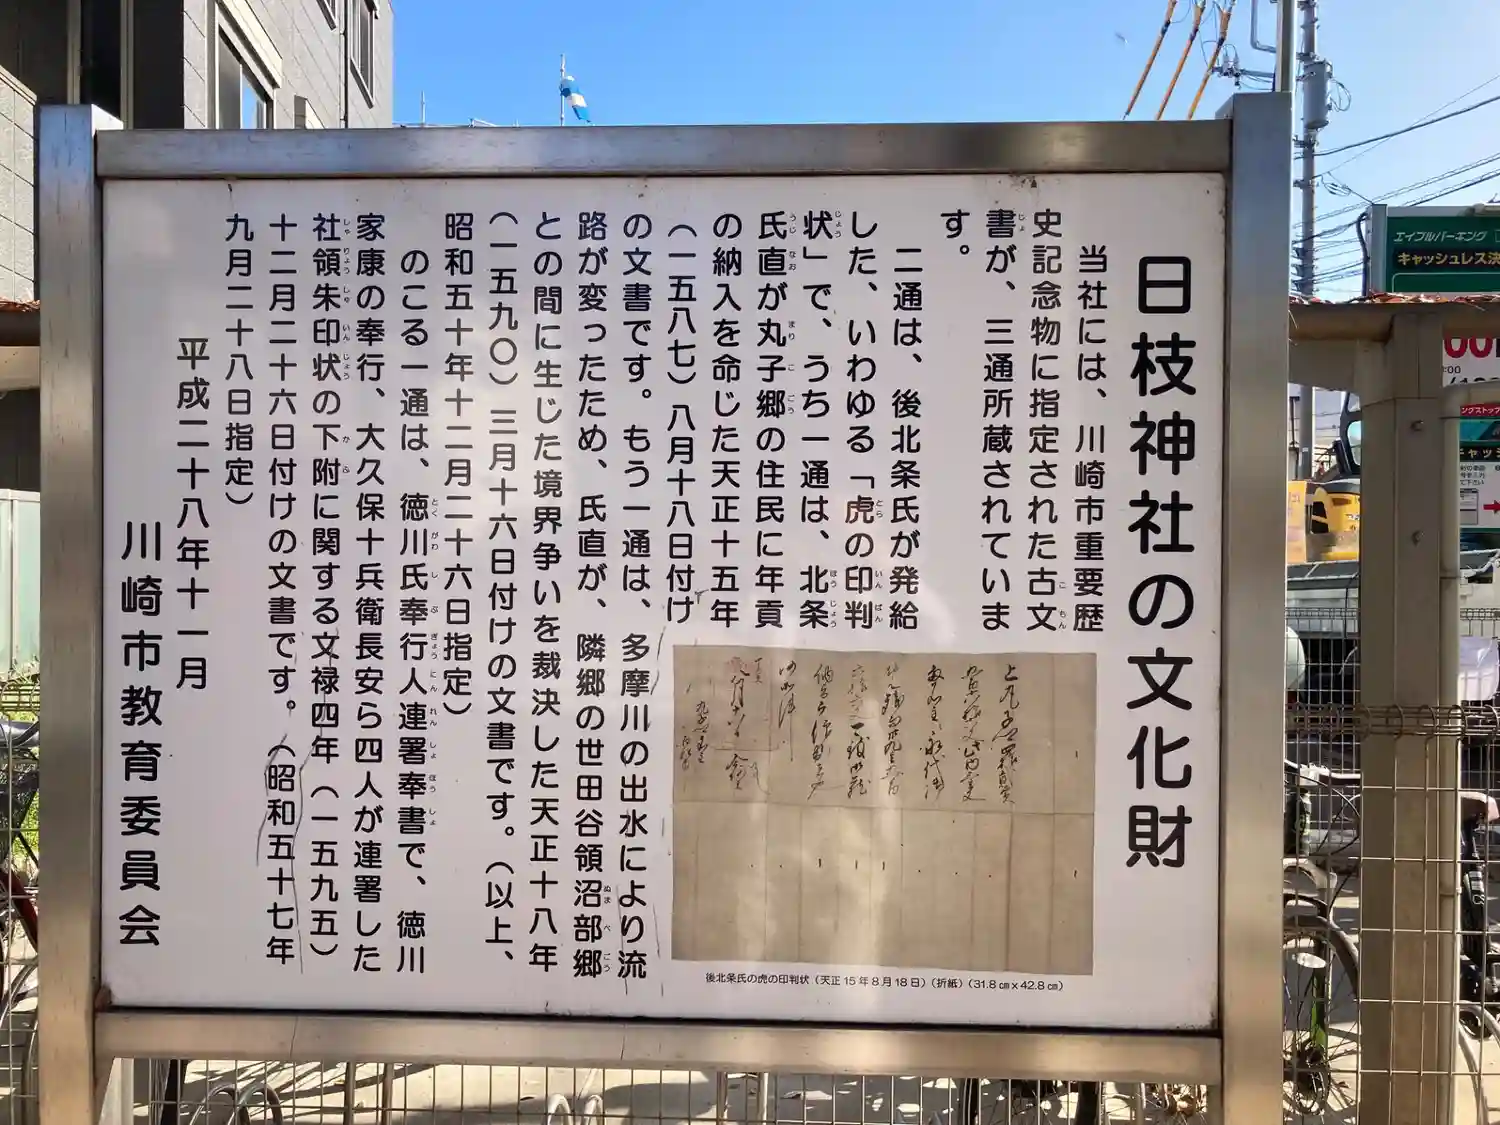 日枝神社の文化財
当社には、川崎市重要歴
史記念物に指定された古文
書が、三通所蔵されていま
す。
二通は、後北条氏が発給
した、いわゆる「虎の印判
状」で、うち一通は、北条
氏直が丸子郷の住民に年貢
の納入を命じた天正十五年
(一五八七)八月十八日付け
の文書です。もう一通は、多摩川の出水により流
路が変ったため、氏直が、隣郷の世田谷領沼部郷
との間に生じた境界争いを裁決した天正十八年
(一五九〇)三月十六日付けの文書です。(以上、
昭和五十年十二月二十六日指定)
のこる一通は、徳川氏奉行人連署奉書で、徳川
家康の奉行、大久保十兵衛長安ら四人が連署した
社領朱印状の下附に関する文禄四年(一五九五)
十二月二十六日付けの文書です。(昭和五十七年
九月二十八日指定)
平成二十八年十一月
川崎市教育委員会
後北条氏の虎の印判状(天正15年8月18日)(折紙)(31.8㎝×42.8㎝)
エイブルパーキング
キャッシュレス決